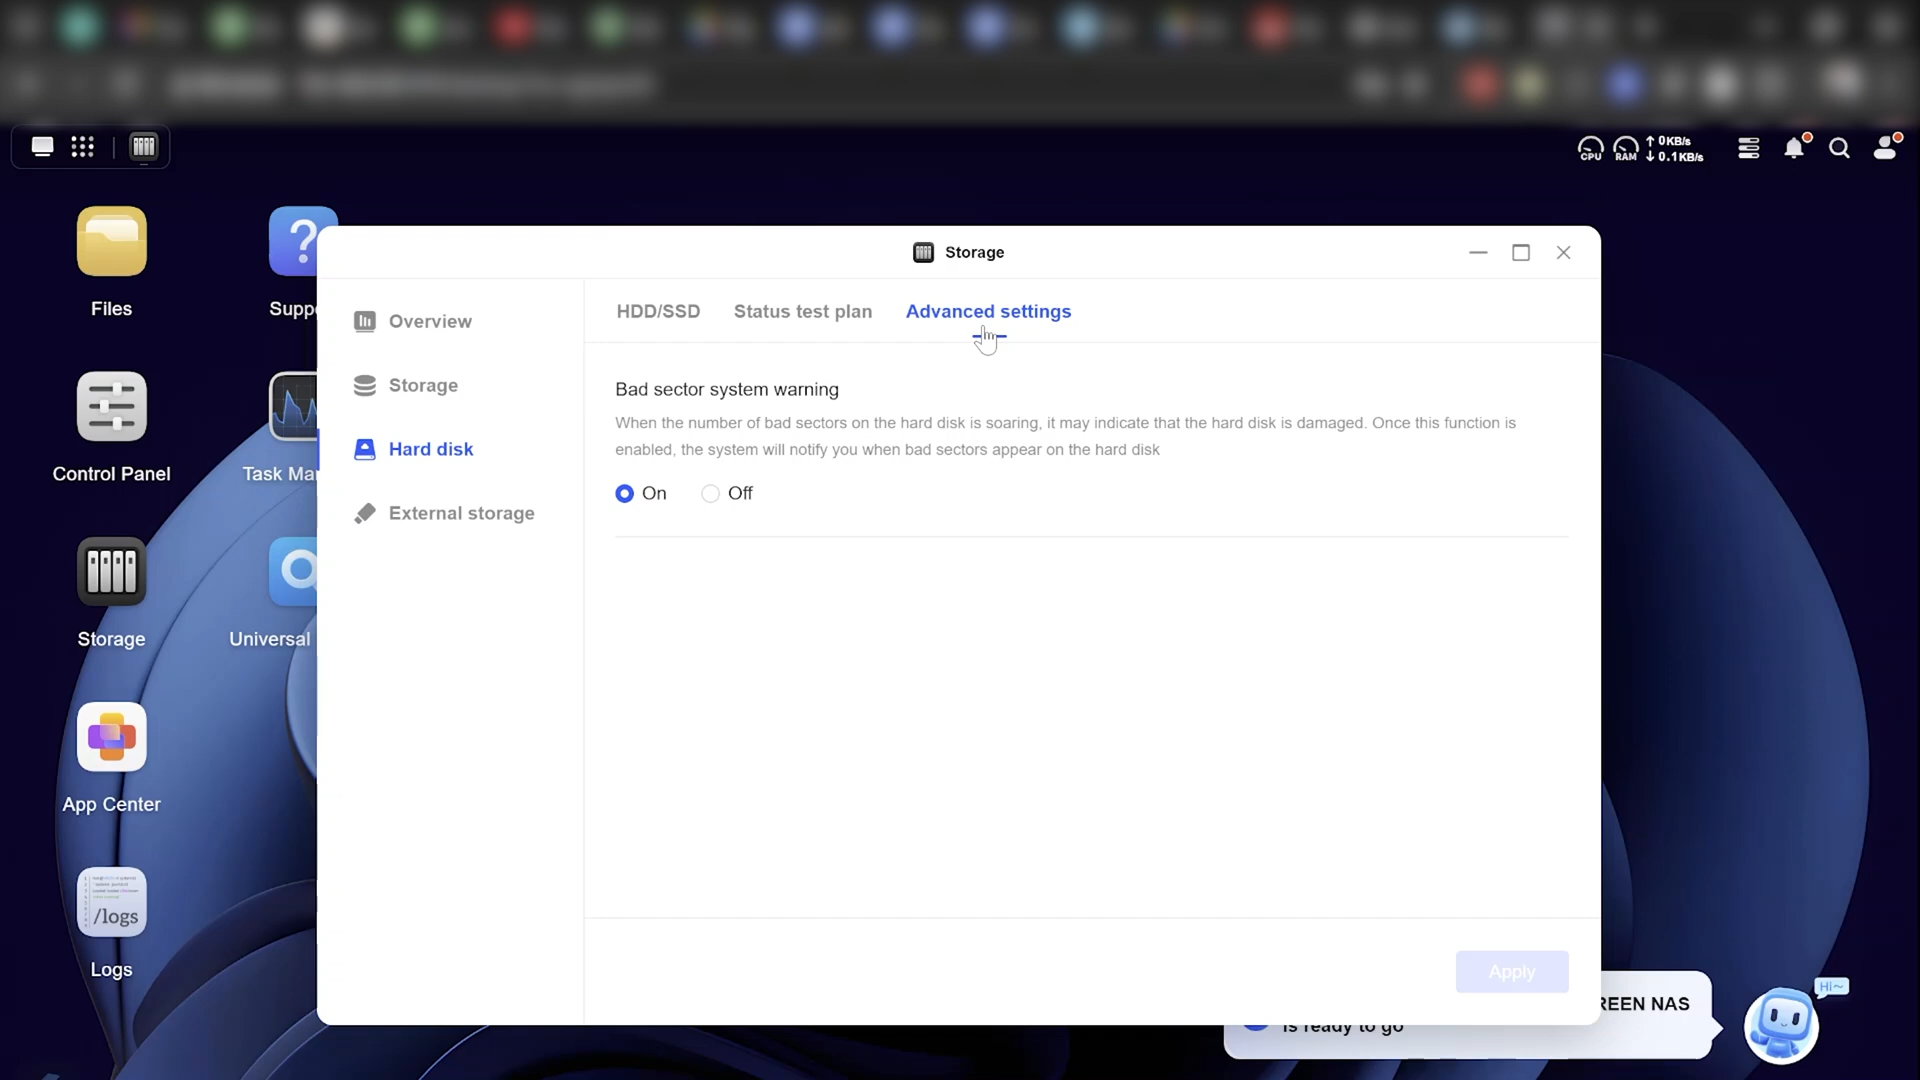 CPU
RAM
0KB/s
0.1KB/s
Files
Control Panel
Storage
App Center
/logs
Logs
Supp
Task Ma
Universal
Storage
Overview
Storage
Hard disk
External storage
HDD/SSD
Status test plan
Advanced settings
Bad sector system warning
When the number of bad sectors on the hard disk is soaring, it may indicate that the hard disk is damaged. Once this function is
enabled, the system will notify you when bad sectors appear on the hard disk
On
Off
Apply
REEN NAS
is ready to go
HI~